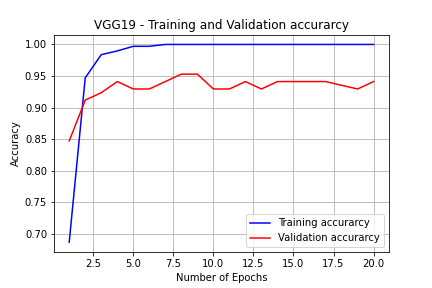 VGG19 - Training and Validation accurarcy
1.00
0.95
0.90
0.85
0.80
0.75
0.70
Accuracy
Training accurarcy
Validation accurarcy
2.5 5.0 7.5 10.0 12.5 15.0 17.5 20.0
Number of Epochs